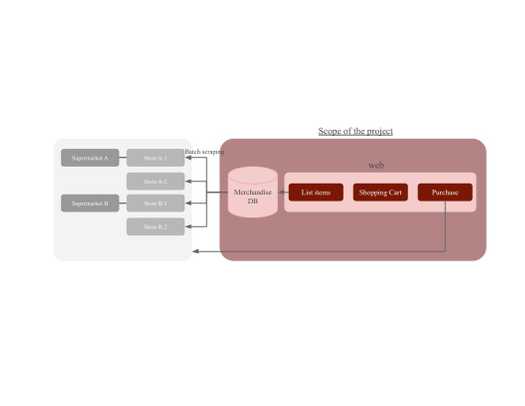 Scope of the project
Batch scraping
Supermarket A
Store A 1
web
Store A 2
Merchandise
DB
List items
Shopping Cart
Purchase
Supermarket B
Store B 1
Store B 2